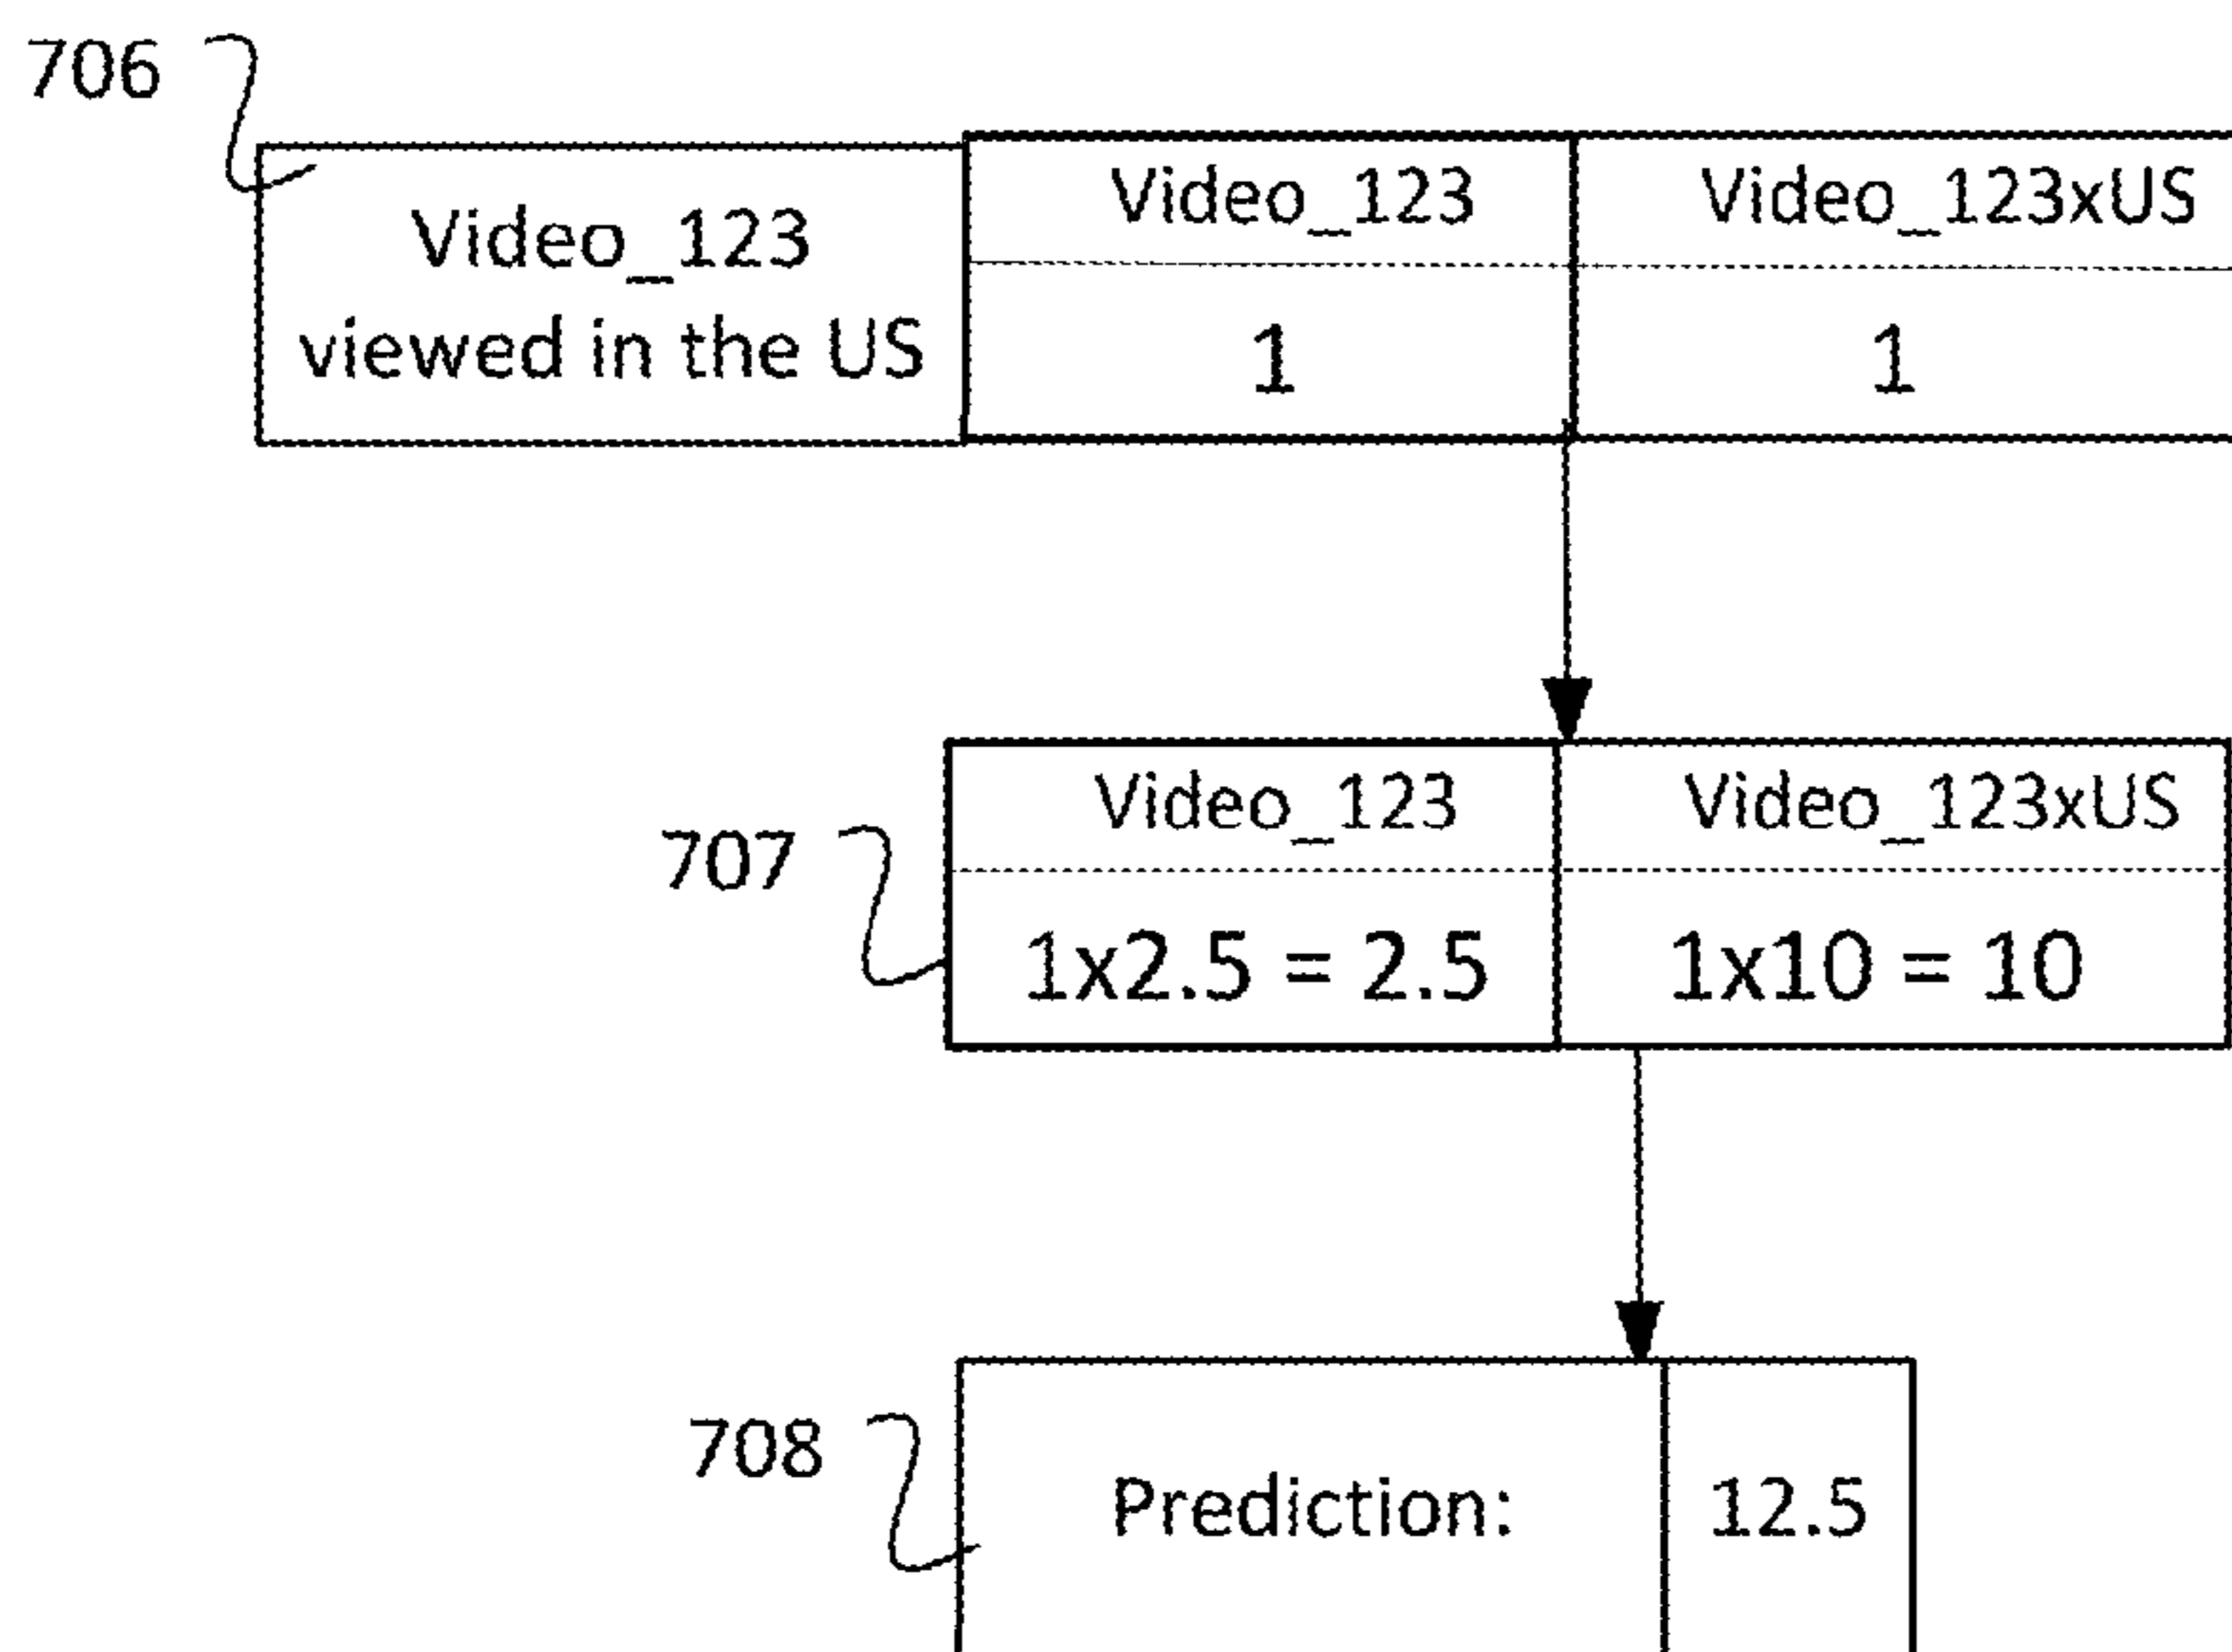 706
Video_123
viewed in the US
Video_123
Video_123xUS
1
1
707
Video_123
Video_123xUS
1x2.5 = 2.5
1x10 = 10
708
Prediction:
12.5